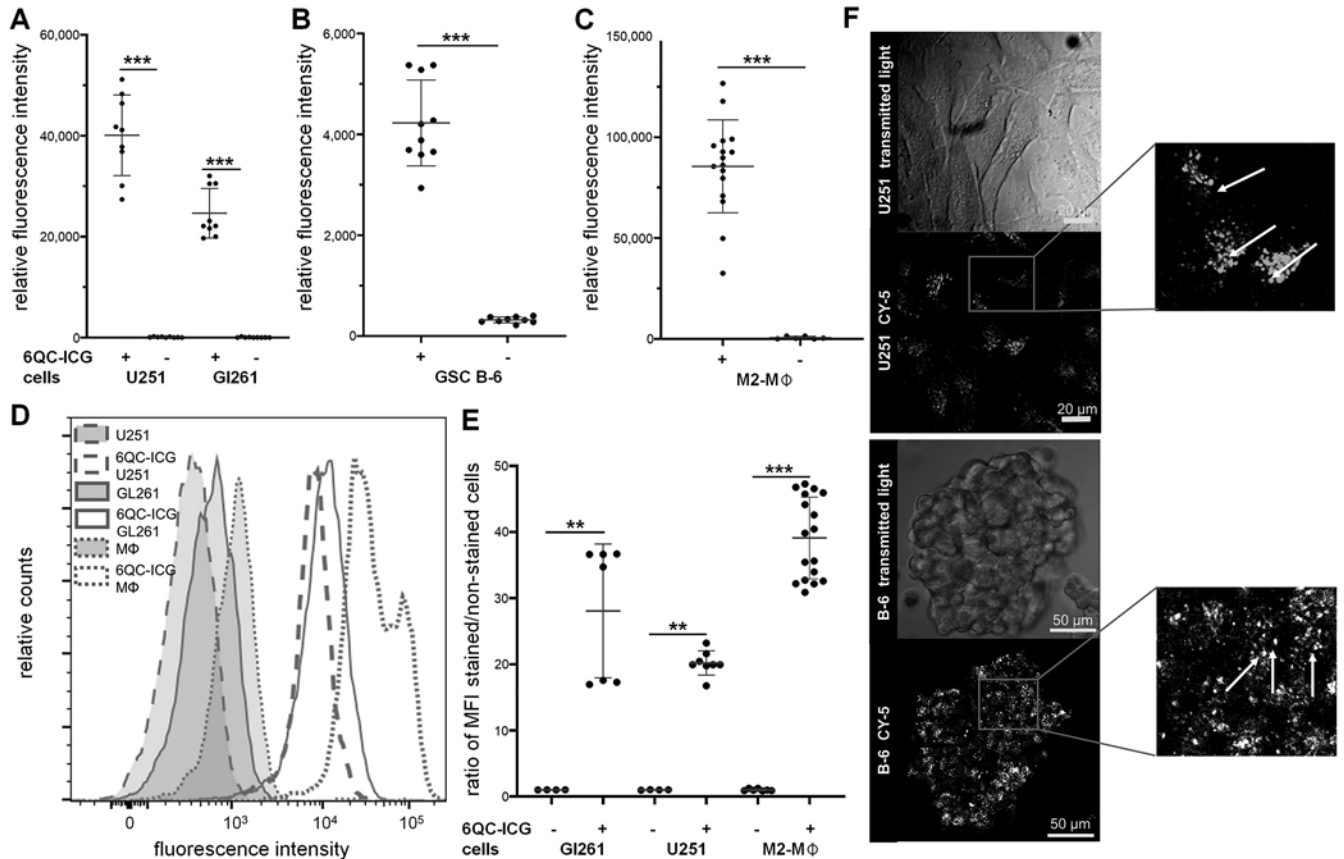 A
relative fluorescence intensity
60,000
40,000
20,000
0
***
***
6QC-ICG + - + -
cells U251 GI261
B
relative fluorescence intensity
6,000
4,000
2,000
0
***
+ -
GSC B-6
C
relative fluorescence intensity
150,000
100,000
50,000
0
***
+ -
M2-MΦ
D
relative counts
U251
6QC-ICG
U251
GL261
6QC-ICG
GL261
MΦ
6QC-ICG
MΦ
0 10³ 10⁴ 10⁵
fluorescence intensity
E
ratio of MFI stained/non-stained cells
50
40
30
20
10
0
**
**
***
6QC-ICG - + - + - +
cells GI261 U251 M2-MΦ
F
U251 transmitted light
20 µm
U251 CY-5
20 µm
B-6 transmitted light
50 µm
B-6 CY-5
50 µm